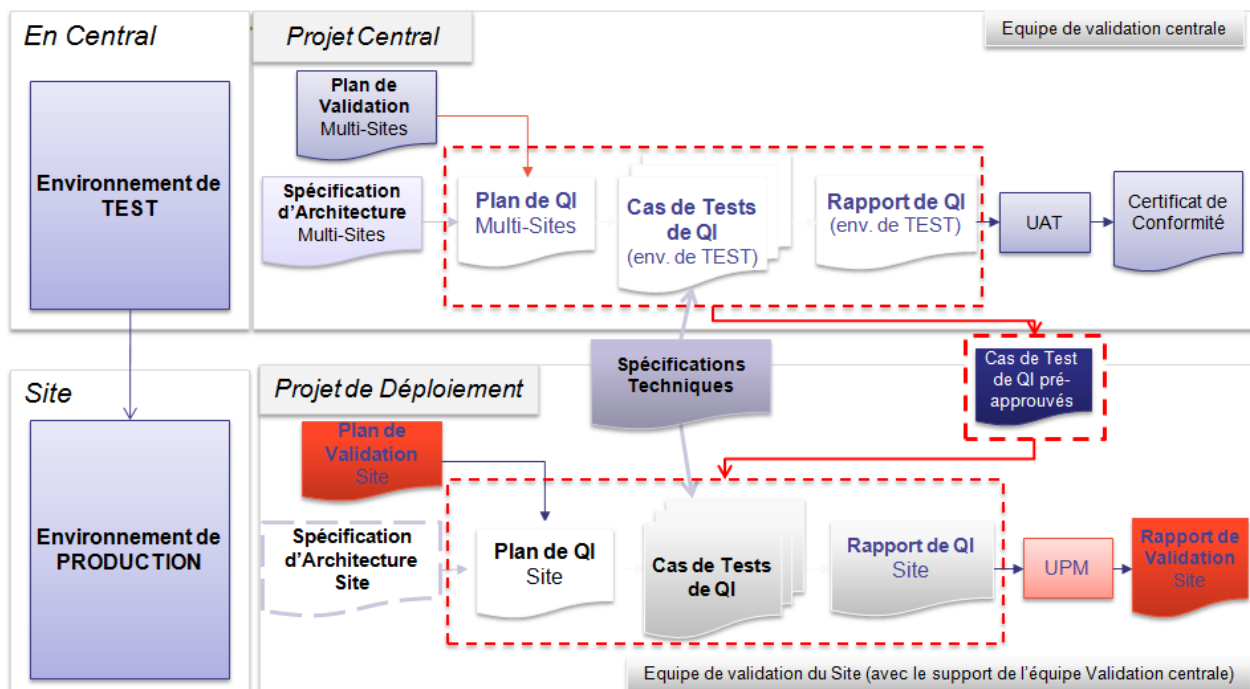 En Central
Projet Central
Equipe de validation centrale
Plan de
Validation
Multi-Sites
Environnement de
TEST
Spécification
d'Architecture
Multi-Sites
Plan de QI
Multi-Sites
Cas de Tests
de QI
(env. de TEST)
Rapport de QI
(env. de TEST)
UAT
Certificat de
Conformité
Spécifications
Techniques
Cas de Test
de QI pré-
approuvés
Site
Projet de Déploiement
Plan de
Validation
Site
Environnement de
PRODUCTION
Spécification
d'Architecture
Site
Plan de QI
Site
Cas de Tests
de QI
Rapport de QI
Site
UPM
Rapport de
Validation
Site
Equipe de validation du Site (avec le support de l'équipe Validation centrale)